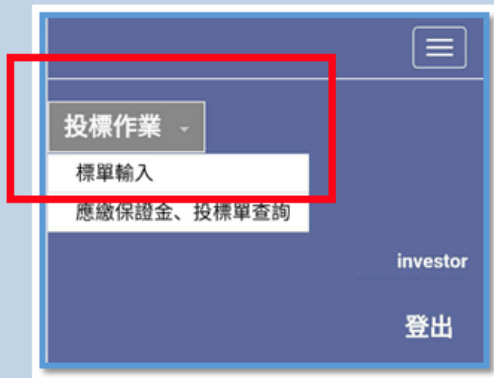 投標作業
標單輸入
應繳保證金、投標單查詢
investor
登出